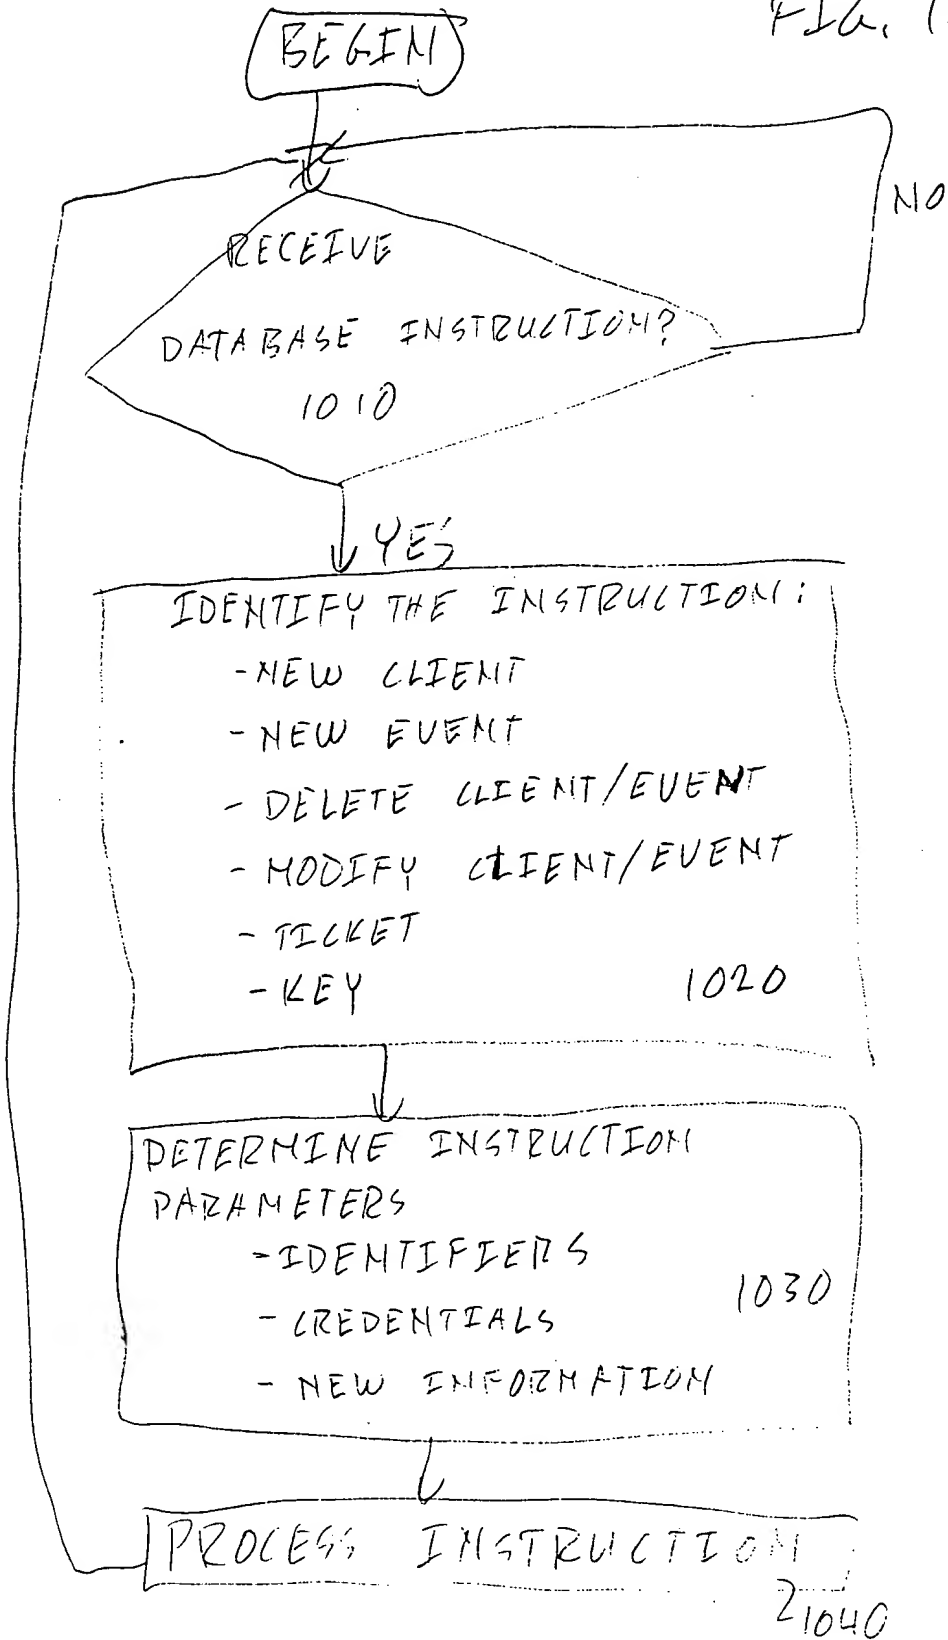 FIG. 1
BEGIN
NO
RECEIVE
DATABASE INSTRUCTION?
1010
YES
IDENTIFY THE INSTRUCTION:
- NEW CLIENT
- NEW EVENT
- DELETE CLIENT/EVENT
- MODIFY CLIENT/EVENT
- TICKET
- KEY 1020
DETERMINE INSTRUCTION
PARAMETERS
- IDENTIFIERS
- CREDENTIALS 1030
- NEW INFORMATION
PROCESS INSTRUCTION
1040